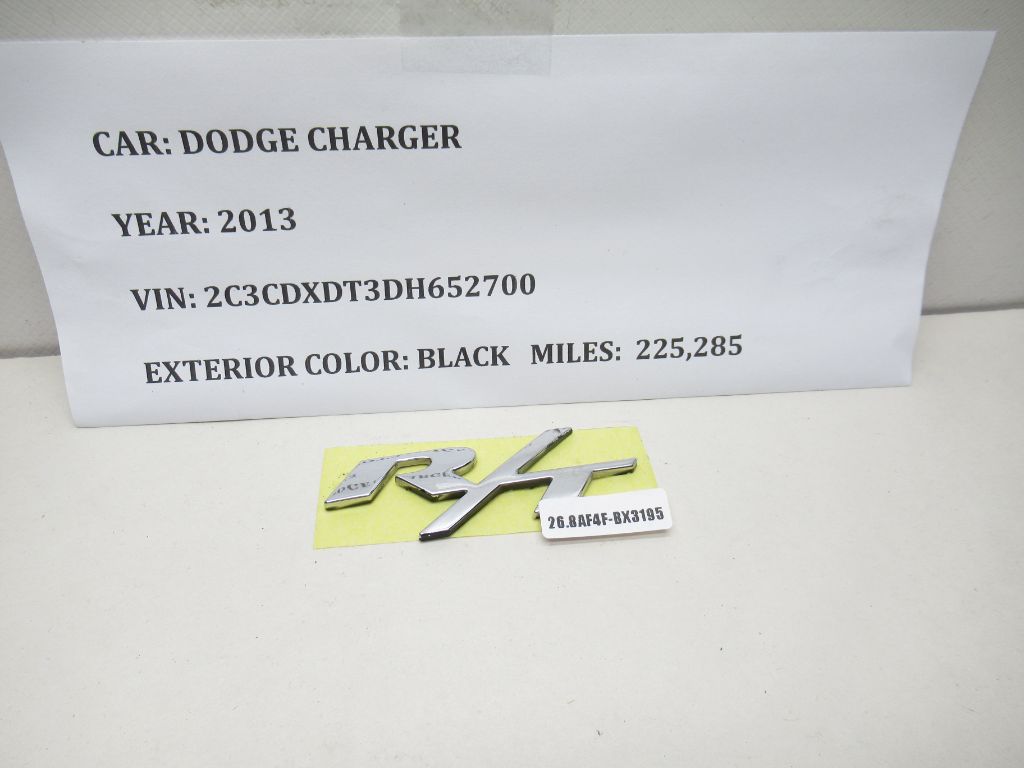 CAR: DODGE CHARGER
YEAR: 2013
VIN: 2C3CDXDT3DH652700
EXTERIOR COLOR: BLACK MILES: 225,285
R/T
26.8AF4F-BX3195